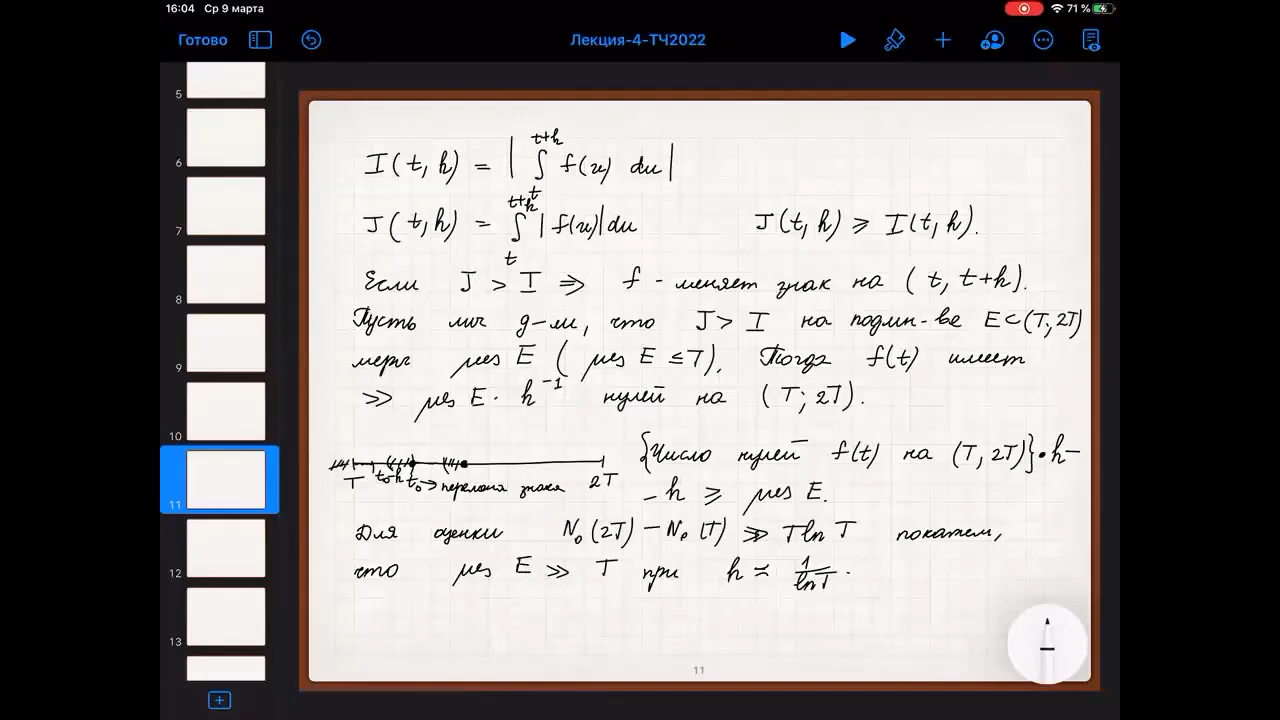 16:04 Ср 9 марта
71 %
Готово
Лекция-4-ТЧ2022
5
6
7
8
9
10
11
12
13
I(t, h) = | ∫_t^{t+h} f(u) du |
J(t, h) = ∫_t^{t+h} |f(u)| du J(t, h) ⩾ I(t, h).
Если J > I ⇒ f - меняет знак на (t, t+h).
Пусть мы д-ли, что J > I на подмн-ве E ⊂ (T, 2T)
меры mes E (mes E ≤ T). Тогда f(t) имеет
≫ mes E · h^{-1} нулей на (T; 2T).
{Число нулей f(t) на (T, 2T)} • h -
T t₀-h t₀ → перемена знака 2T
- h ⩾ mes E.
Для оценки N₀(2T) - N₀(T) ≫ T ln T покажем,
что mes E ≫ T при h ≍ 1/ln T.
11